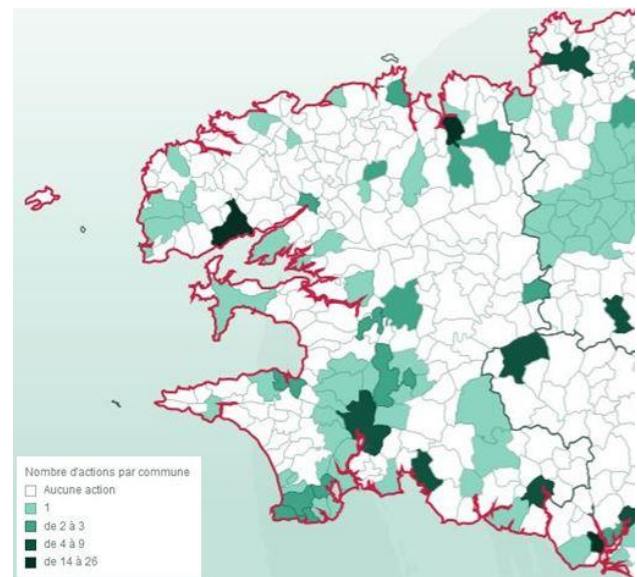 Nombre d'actions par commune
Aucune action
1
de 2 à 3
de 4 à 9
de 14 à 26